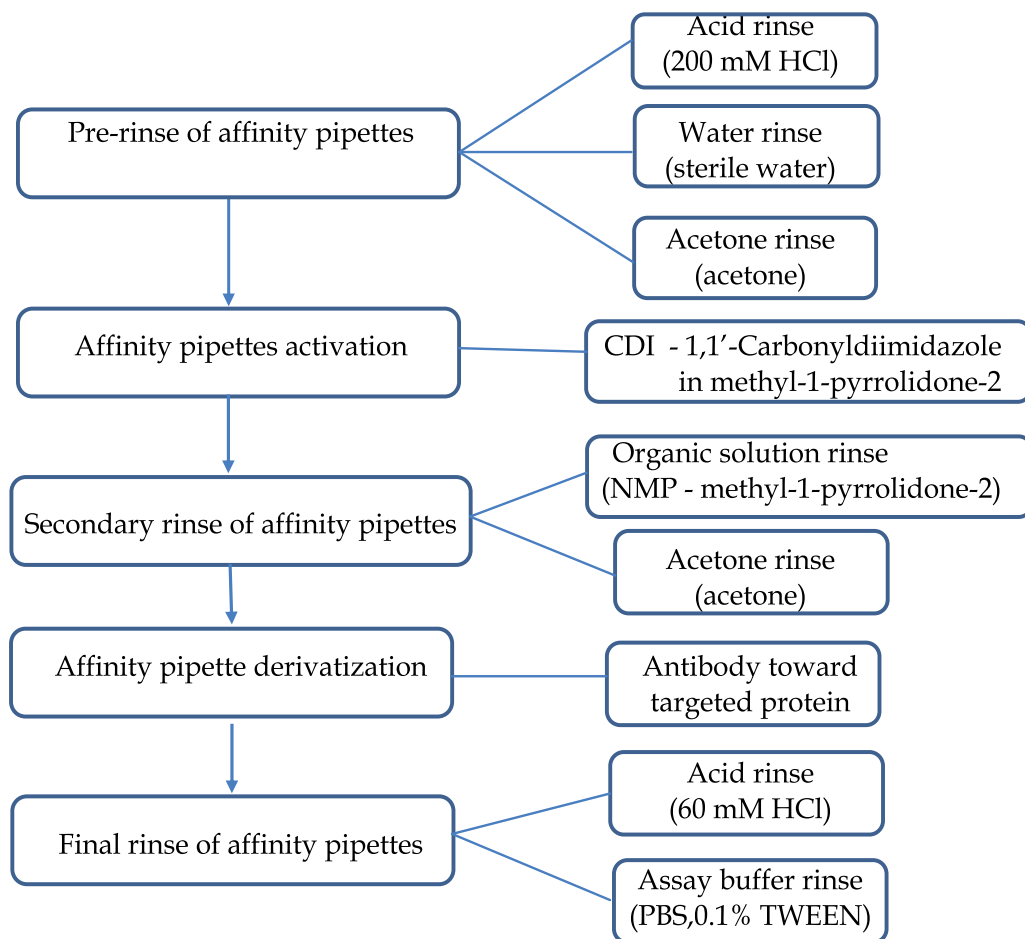 Pre-rinse of affinity pipettes
Acid rinse
(200 mM HCl)
Water rinse
(sterile water)
Acetone rinse
(acetone)
Affinity pipettes activation
CDI - 1,1′-Carbonyldiimidazole
in methyl-1-pyrrolidone-2
Secondary rinse of affinity pipettes
Organic solution rinse
(NMP - methyl-1-pyrrolidone-2)
Acetone rinse
(acetone)
Affinity pipette derivatization
Antibody toward
targeted protein
Final rinse of affinity pipettes
Acid rinse
(60 mM HCl)
Assay buffer rinse
(PBS,0.1% TWEEN)